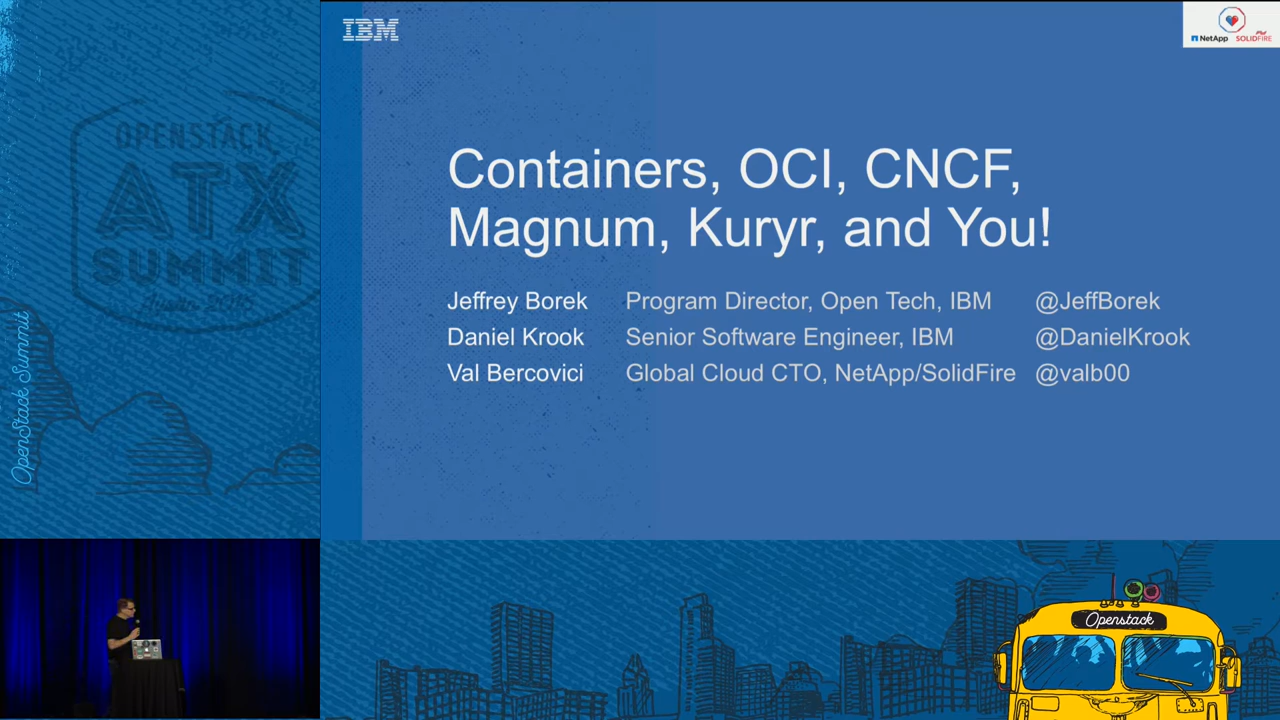 IBM
NetApp SOLIDFIRE
OPENSTACK
ATX
SUMMIT
Austin 2016
OpenStack Summit
Containers, OCI, CNCF,
Magnum, Kuryr, and You!
Jeffrey Borek Program Director, Open Tech, IBM @JeffBorek
Daniel Krook Senior Software Engineer, IBM @DanielKrook
Val Bercovici Global Cloud CTO, NetApp/SolidFire @valb00
Openstack